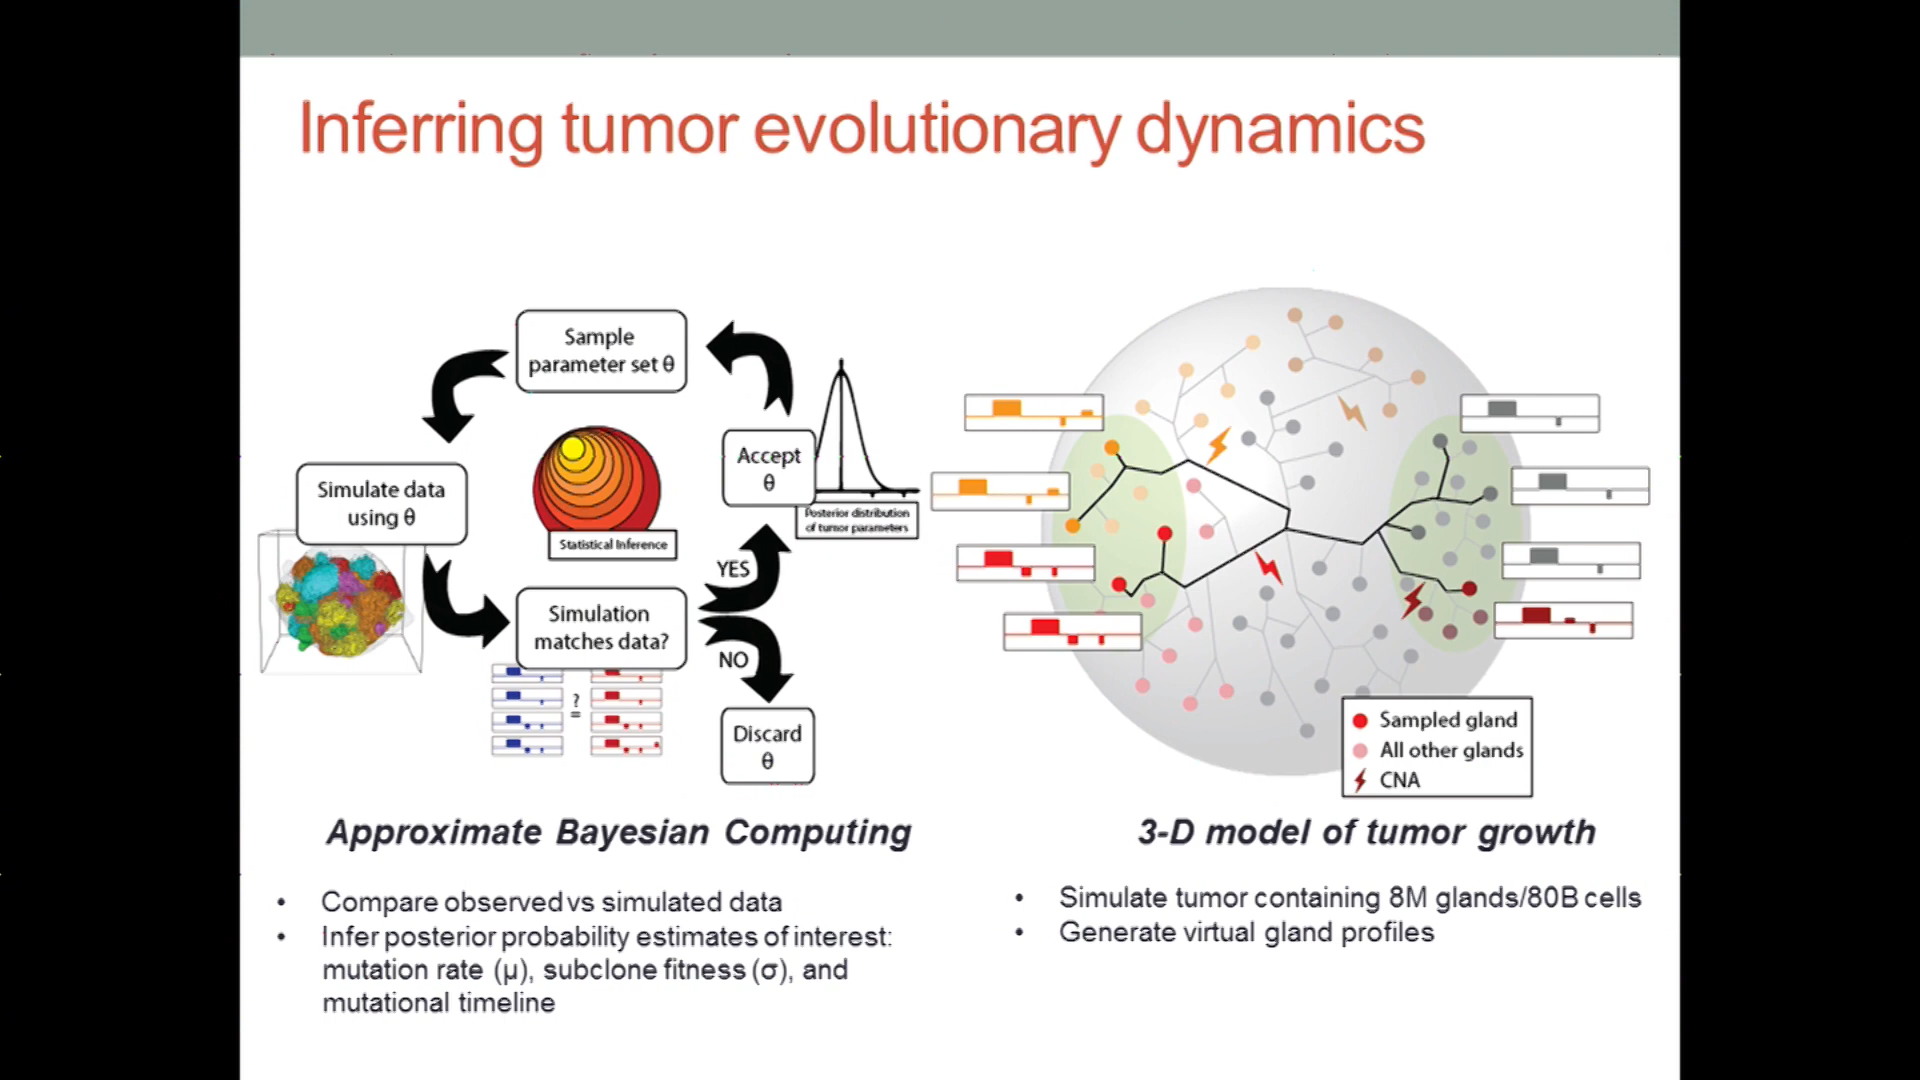 Inferring tumor evolutionary dynamics
Sample
parameter set θ
Simulate data
using θ
Statistical Inference
Accept
θ
Posterior distribution
of tumor parameters
YES
Simulation
matches data?
NO
?
=
Discard
θ
Sampled gland
All other glands
CNA
Approximate Bayesian Computing
• Compare observed vs simulated data
• Infer posterior probability estimates of interest:
mutation rate (μ), subclone fitness (σ), and
mutational timeline
3-D model of tumor growth
• Simulate tumor containing 8M glands/80B cells
• Generate virtual gland profiles